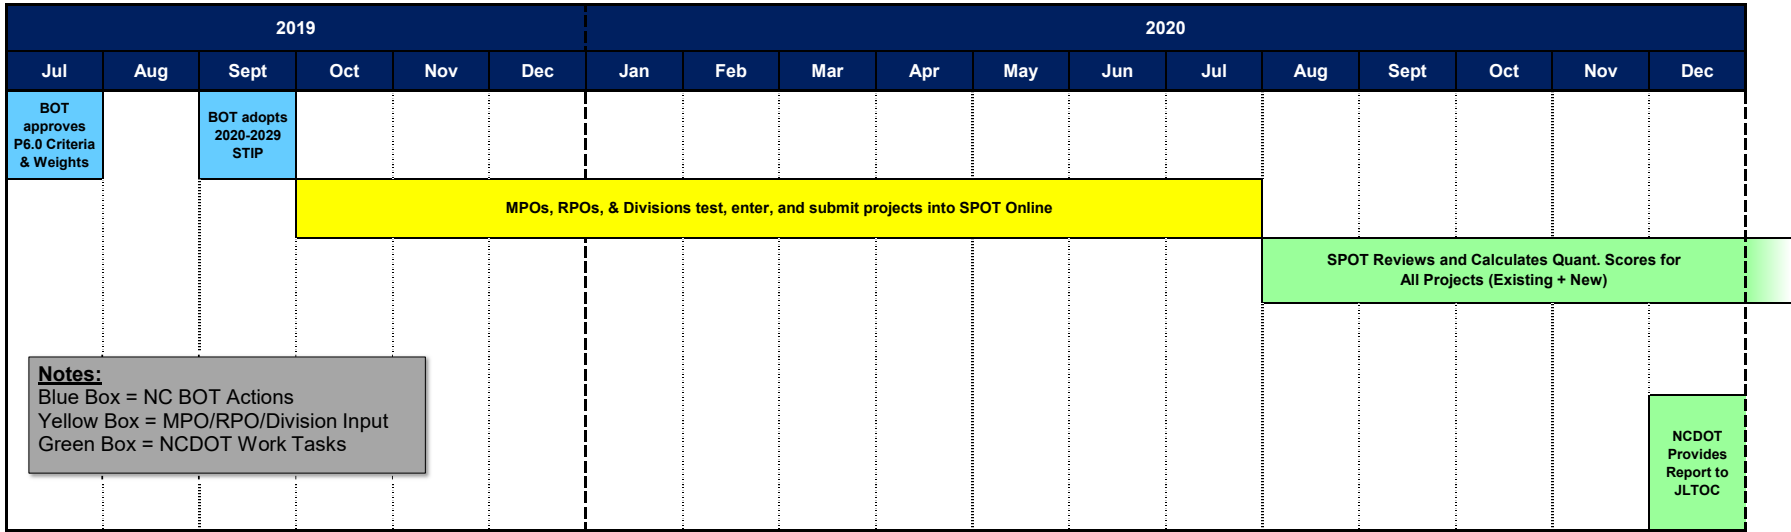 2019 2020
Jul Aug Sept Oct Nov Dec Jan Feb Mar Apr May Jun Jul Aug Sept Oct Nov Dec
BOT
approves
P6.0 Criteria
& Weights
BOT adopts
2020-2029
STIP
MPOs, RPOs, & Divisions test, enter, and submit projects into SPOT Online
SPOT Reviews and Calculates Quant. Scores for
All Projects (Existing + New)
Notes:
Blue Box = NC BOT Actions
Yellow Box = MPO/RPO/Division Input
Green Box = NCDOT Work Tasks
NCDOT
Provides
Report to
JLTOC